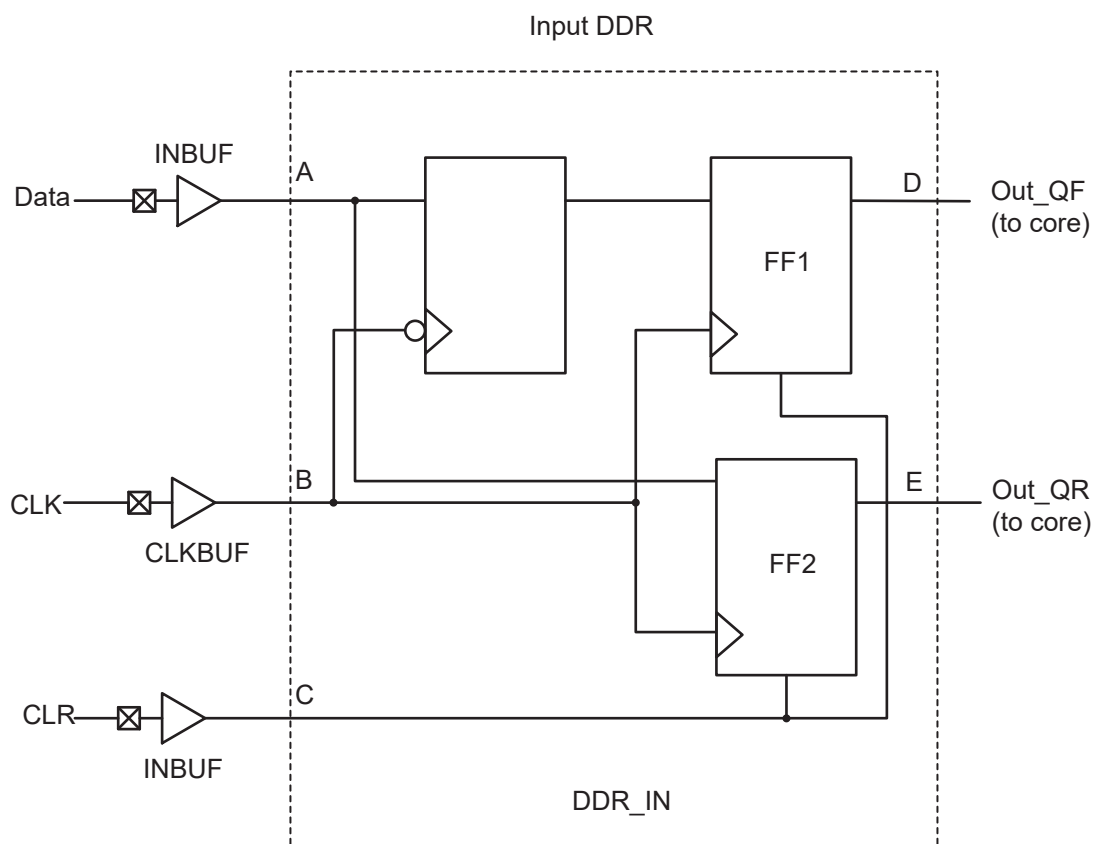 Input DDR
INBUF
A
Data
D
Out_QF
(to core)
FF1
B
CLK
CLKBUF
E
Out_QR
(to core)
FF2
C
CLR
INBUF
DDR_IN